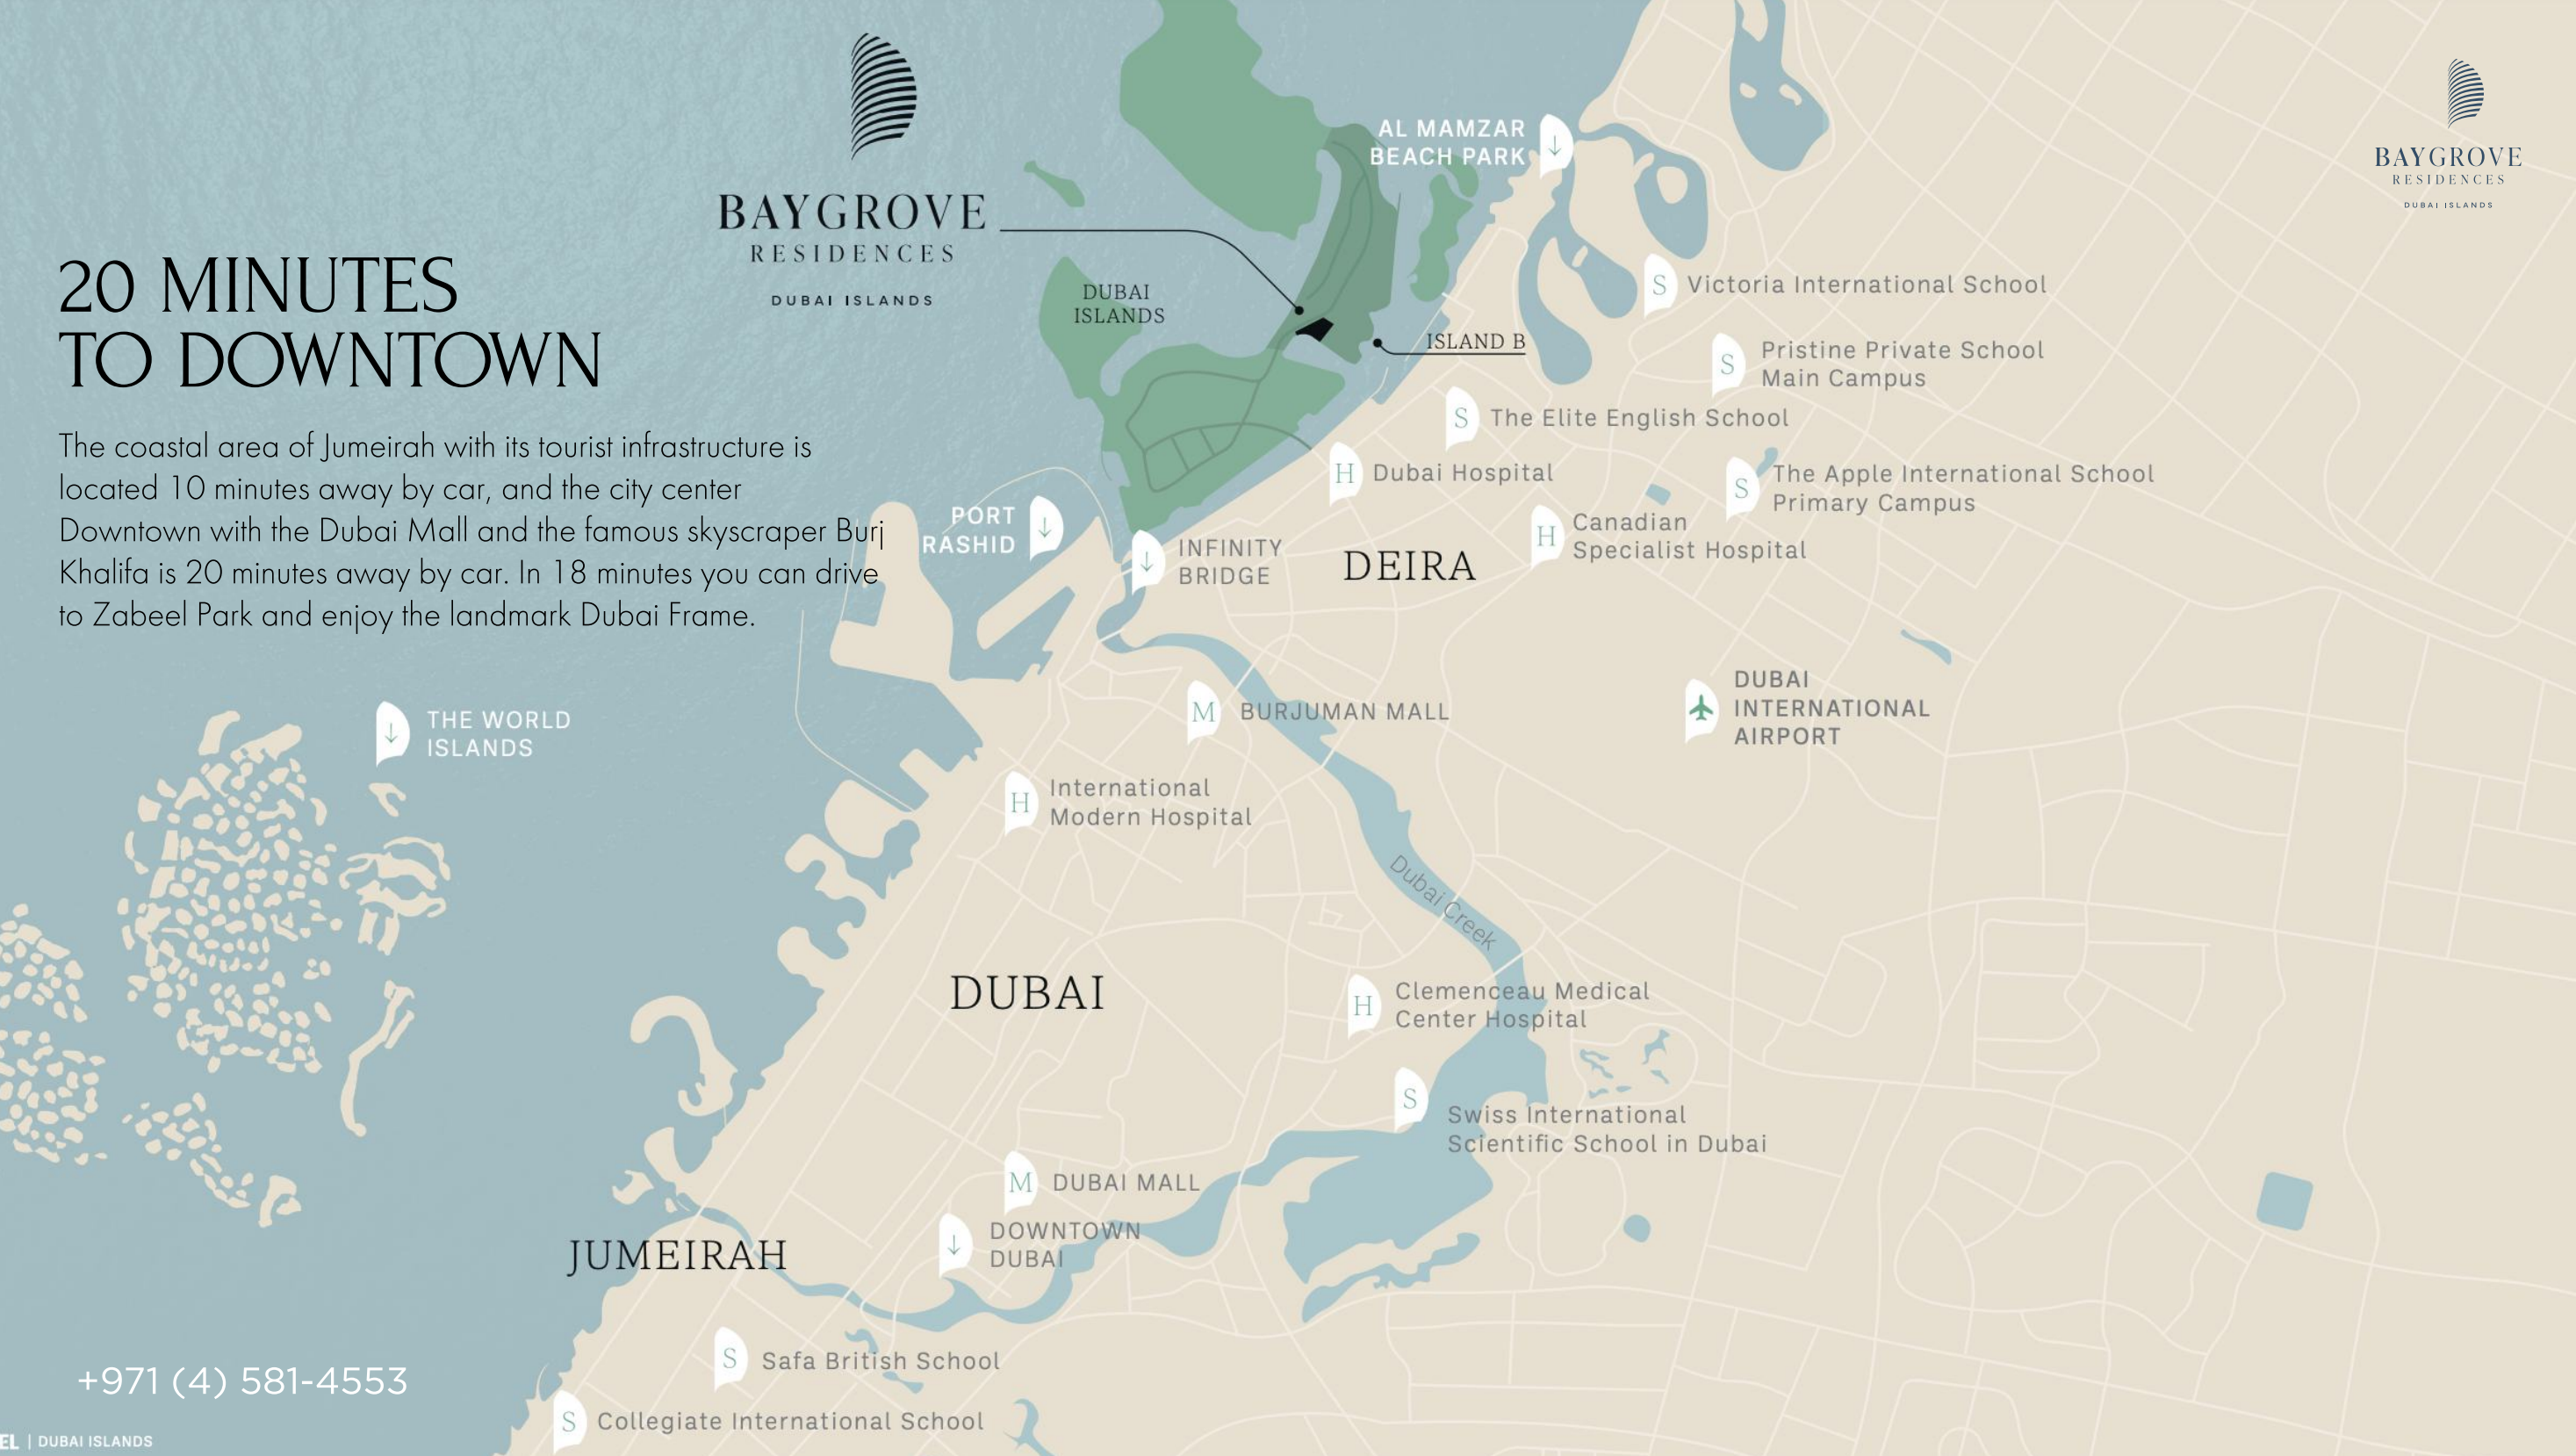 BAYGROVE
RESIDENCES
DUBAI ISLANDS
BAYGROVE
RESIDENCES
DUBAI ISLANDS
20 MINUTES
TO DOWNTOWN
The coastal area of Jumeirah with its tourist infrastructure is
located 10 minutes away by car, and the city center
Downtown with the Dubai Mall and the famous skyscraper Burj
Khalifa is 20 minutes away by car. In 18 minutes you can drive
to Zabeel Park and enjoy the landmark Dubai Frame.
AL MAMZAR
BEACH PARK
DUBAI
ISLANDS
ISLAND B
S Victoria International School
S Pristine Private School
Main Campus
S The Elite English School
H Dubai Hospital
S The Apple International School
Primary Campus
H Canadian
Specialist Hospital
PORT
RASHID
INFINITY
BRIDGE
DEIRA
DUBAI
INTERNATIONAL
AIRPORT
M BURJUMAN MALL
THE WORLD
ISLANDS
H International
Modern Hospital
Dubai Creek
DUBAI
H Clemenceau Medical
Center Hospital
S Swiss International
Scientific School in Dubai
M DUBAI MALL
DOWNTOWN
DUBAI
JUMEIRAH
S Safa British School
S Collegiate International School
+971 (4) 581-4553
EL | DUBAI ISLANDS